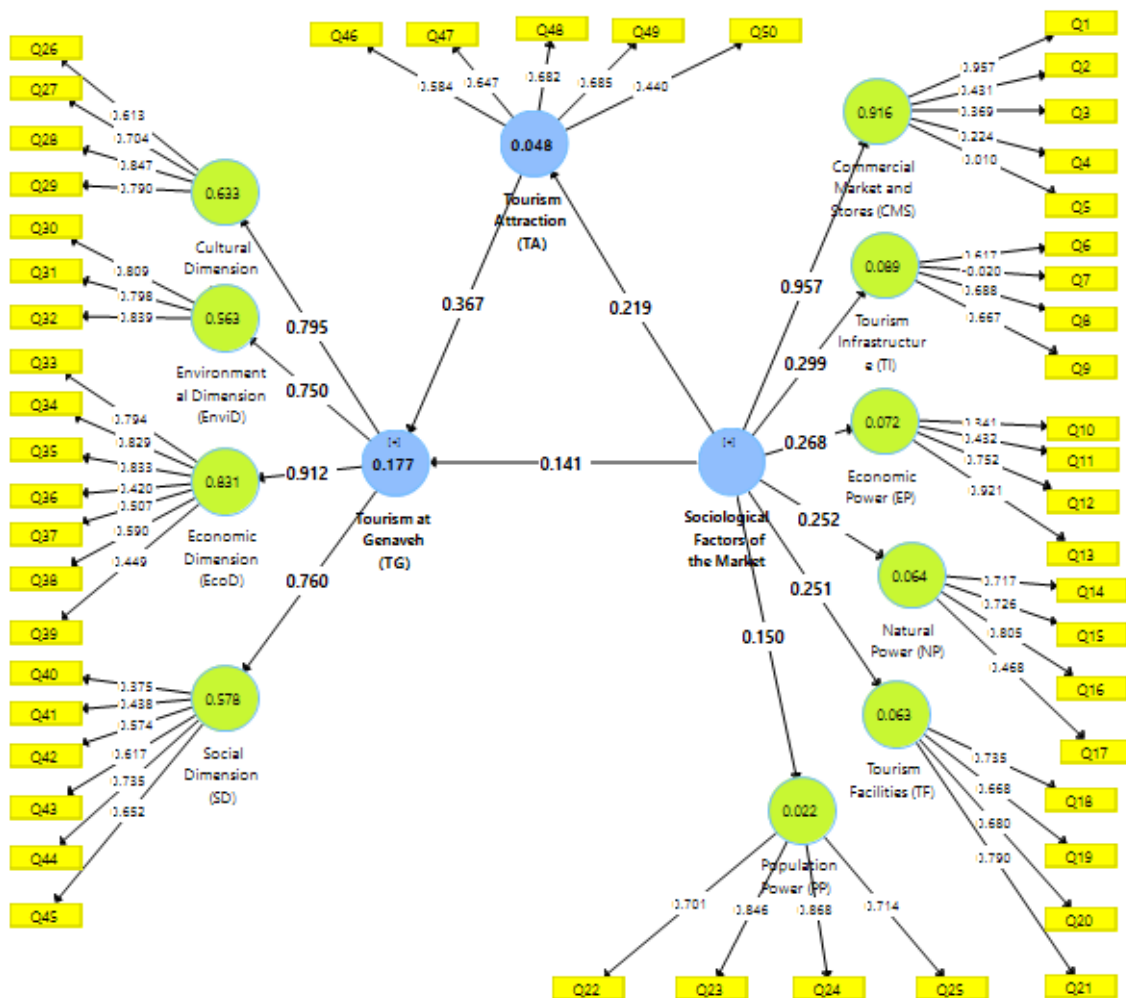 Q26
Q27
Q28
Q29
Q30
Q31
Q32
Q33
Q34
Q35
Q36
Q37
Q38
Q39
Q40
Q41
Q42
Q43
Q44
Q45
0.613
0.704
0.847
0.790
0.809
0.798
0.839
0.794
0.829
0.833
0.420
0.507
0.590
0.449
0.375
0.438
0.574
0.617
0.735
0.652
0.633
Cultural
Dimension
0.563
Environment
al Dimension
(EnviD)
0.831
Economic
Dimension
(EcoD)
0.578
Social
Dimension
(SD)
0.795
0.750
0.912
0.760
[+]
0.177
Tourism at
Genaveh
(TG)
Q46
Q47
Q48
Q49
Q50
0.584
0.647
0.682
0.685
0.440
0.048
Tourism
Attraction
(TA)
0.367
0.219
0.141
[+]
Sociological
Factors of
the Market
0.957
0.299
0.268
0.252
0.251
0.150
0.916
Commercial
Market and
Stores (CMS)
0.089
Tourism
Infrastructur
e (TI)
0.072
Economic
Power (EP)
0.064
Natural
Power (NP)
0.063
Tourism
Facilities (TF)
0.022
Population
Power (PP)
0.957
0.431
0.369
0.224
0.010
0.617
-0.020
0.688
0.667
0.341
0.432
0.752
0.921
0.717
0.726
0.805
0.468
0.735
0.668
0.680
0.790
0.701
0.846
0.868
0.714
Q1
Q2
Q3
Q4
Q5
Q6
Q7
Q8
Q9
Q10
Q11
Q12
Q13
Q14
Q15
Q16
Q17
Q18
Q19
Q20
Q21
Q22
Q23
Q24
Q25